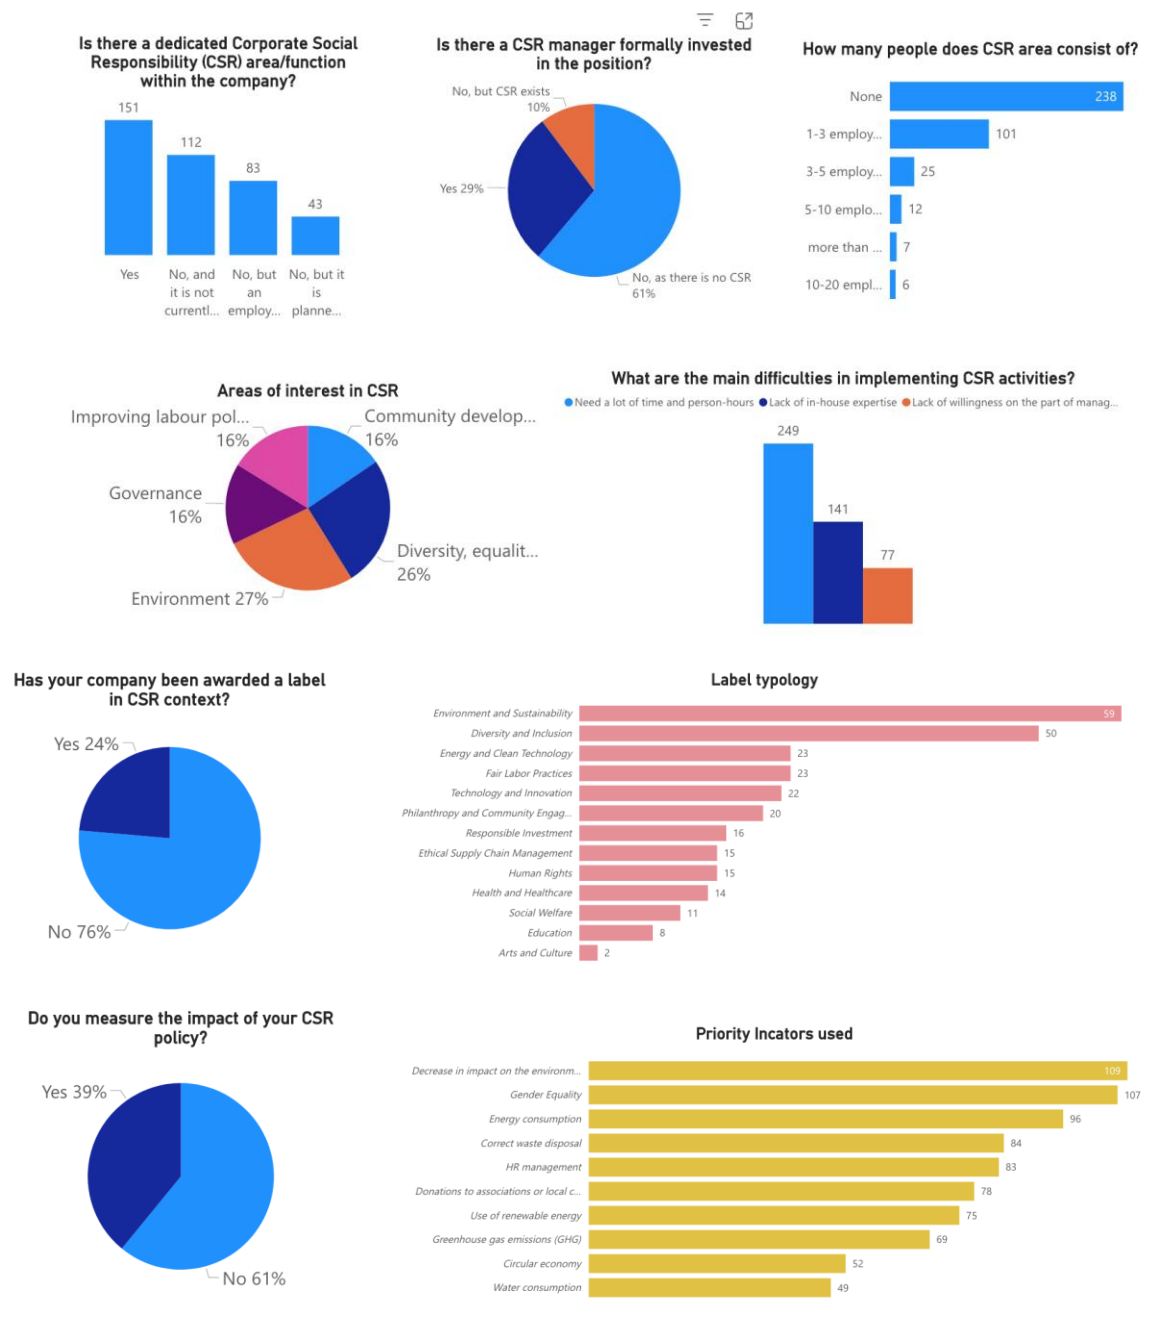 Is there a dedicated Corporate Social
Responsibility (CSR) area/function
within the company?
151
112
83
43
Yes
No, and
it is not
currentl...
No, but
an
employ...
No, but it
is
planne...
Is there a CSR manager formally invested
in the position?
No, but CSR exists
10%
Yes 29%
No, as there is no CSR
61%
How many people does CSR area consist of?
None
238
1-3 employ...
101
3-5 employ...
25
5-10 emplo...
12
more than ...
7
10-20 empl...
6
Areas of interest in CSR
Improving labour pol...
16%
Community develop...
16%
Governance
16%
Diversity, equalit...
26%
Environment 27%
What are the main difficulties in implementing CSR activities?
Need a lot of time and person-hours
Lack of in-house expertise
Lack of willingness on the part of manag...
249
141
77
Has your company been awarded a label
in CSR context?
Yes 24%
No 76%
Label typology
Environment and Sustainability 59
Diversity and Inclusion 50
Energy and Clean Technology 23
Fair Labor Practices 23
Technology and Innovation 22
Philanthropy and Community Engag... 20
Responsible Investment 16
Ethical Supply Chain Management 15
Human Rights 15
Health and Healthcare 14
Social Welfare 11
Education 8
Arts and Culture 2
Do you measure the impact of your CSR
policy?
Yes 39%
No 61%
Priority Incators used
Decrease in impact on the environm... 109
Gender Equality 107
Energy consumption 96
Correct waste disposal 84
HR management 83
Donations to associations or local c... 78
Use of renewable energy 75
Greenhouse gas emissions (GHG) 69
Circular economy 52
Water consumption 49